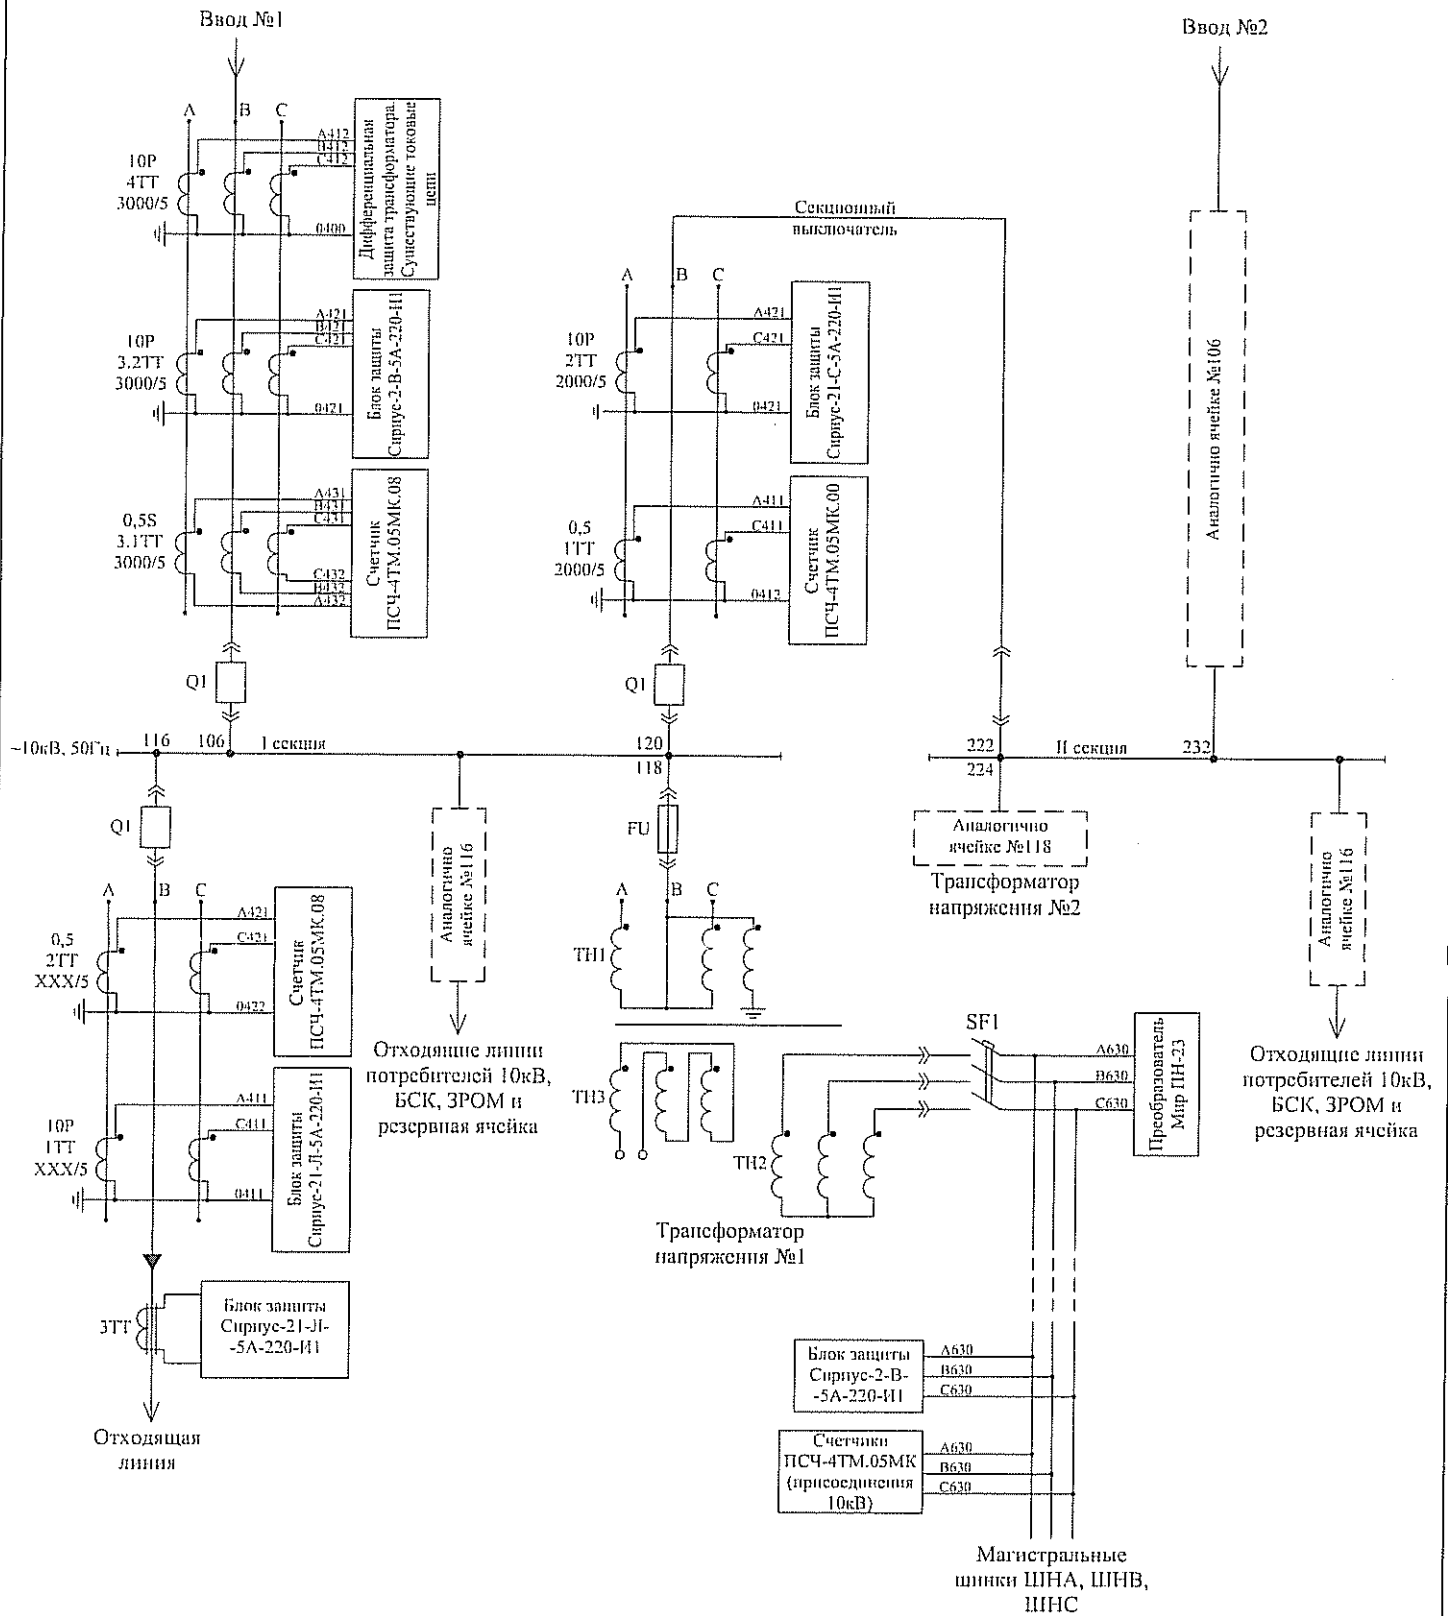 Ввод №1
Ввод №2
A
B
C
10P
4ТТ
3000/5
A412
B412
C412
0400
Дифференциальная
защита трансформатора.
Существующие токовые
цепи
10P
3.2ТТ
3000/5
A421
B421
C421
0421
Блок защиты
Сириус-2-В-5А-220-И1
0,5S
3.1ТТ
3000/5
A431
B431
C431
C432
B432
A432
Счетчик
ПСЧ-4ТМ.05МК.08
Q1
Секционный
выключатель
A
B
C
10P
2ТТ
2000/5
A421
C421
0421
Блок защиты
Сириус-21-С-5А-220-И1
0,5
1ТТ
2000/5
A411
C411
0412
Счетчик
ПСЧ-4ТМ.05МК.00
Q1
Аналогично ячейке №106
~10кВ, 50Гц
116
106
I секция
120
118
222
224
II секция
232
Q1
A
B
C
0,5
2ТТ
XXX/5
A421
C421
0422
Счетчик
ПСЧ-4ТМ.05МК.08
10P
1ТТ
XXX/5
A411
C411
0411
Блок защиты
Сириус-21-Л-5А-220-И1
3ТТ
Блок защиты
Сириус-21-Л-
-5А-220-И1
Отходящая
линия
Аналогично
ячейке №116
Отходящие линии
потребителей 10кВ,
БСК, ЗРОМ и
резервная ячейка
FU
A
B
C
ТН1
ТН3
ТН2
Трансформатор
напряжения №1
Аналогично
ячейке №118
Трансформатор
напряжения №2
SF1
A630
B630
C630
Преобразователь
Мир ПН-23
Аналогично
ячейке №116
Отходящие линии
потребителей 10кВ,
БСК, ЗРОМ и
резервная ячейка
Блок защиты
Сириус-2-В-
-5А-220-И1
A630
B630
C630
Счетчики
ПСЧ-4ТМ.05МК
(присоединения
10кВ)
A630
B630
C630
Магистральные
шинки ШНА, ШНВ,
ШНС